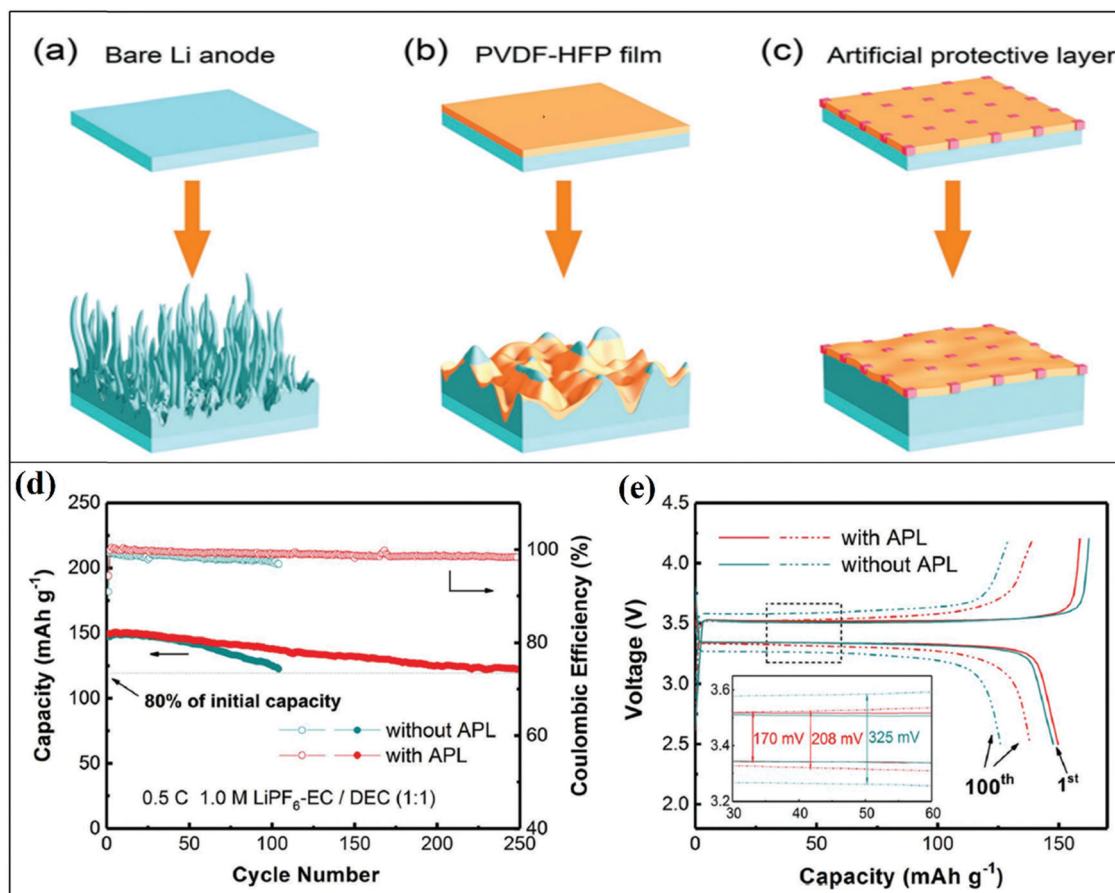 (a) Bare Li anode
(b) PVDF-HFP film
(c) Artificial protective layer
(d)
250
200
150
100
50
0
Capacity (mAh g⁻¹)
100
80
60
40
Coulombic Efficiency (%)
80% of initial capacity
without APL
with APL
0.5 C 1.0 M LiPF₆-EC / DEC (1:1)
0 50 100 150 200 250
Cycle Number
(e)
4.5
4.0
3.5
3.0
2.5
1.8
Voltage (V)
with APL
without APL
3.6
3.4
3.2
170 mV 208 mV 325 mV
30 40 50 60
100th
1st
0 50 100 150
Capacity (mAh g⁻¹)